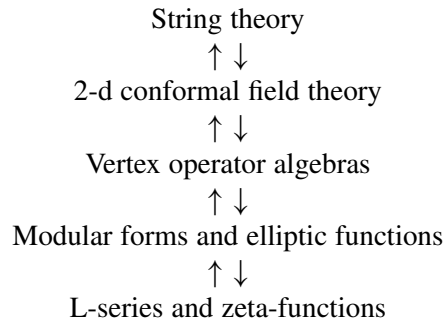 String theory
↑ ↓
2-d conformal field theory
↑ ↓
Vertex operator algebras
↑ ↓
Modular forms and elliptic functions
↑ ↓
L-series and zeta-functions